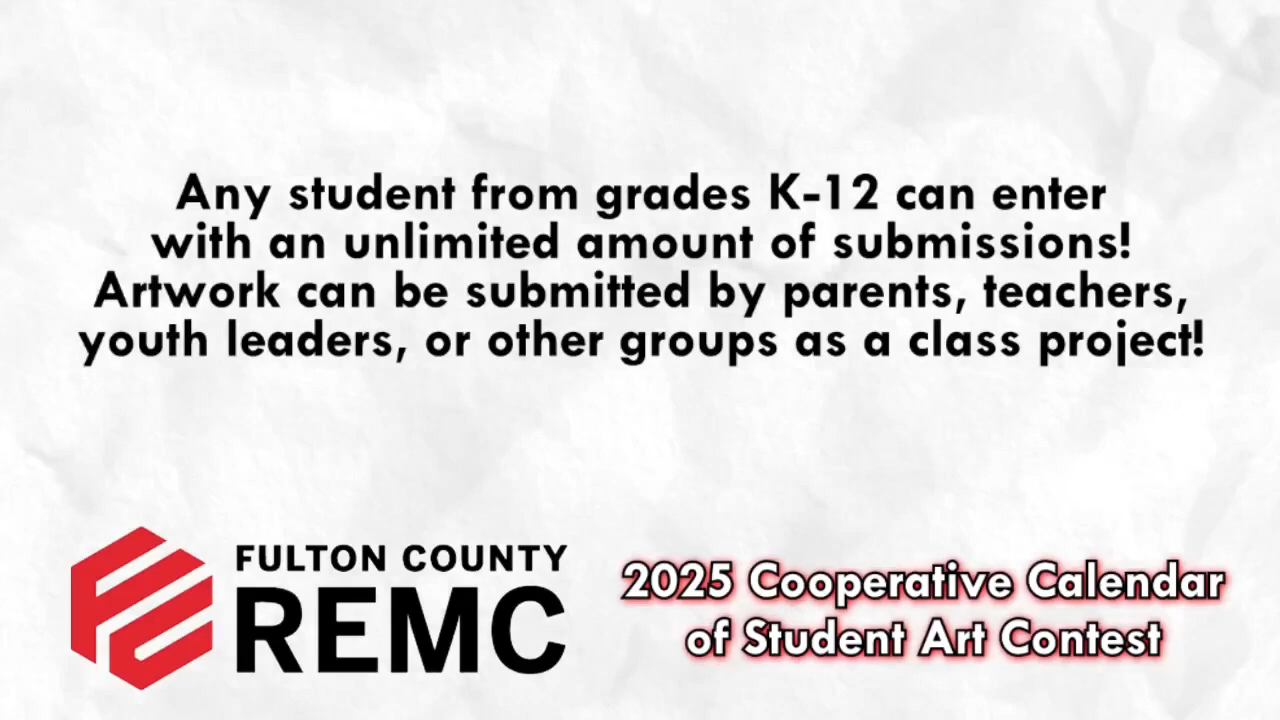 Any student from grades K-12 can enter
with an unlimited amount of submissions!
Artwork can be submitted by parents, teachers,
youth leaders, or other groups as a class project!
FULTON COUNTY
REMC
2025 Cooperative Calendar
of Student Art Contest